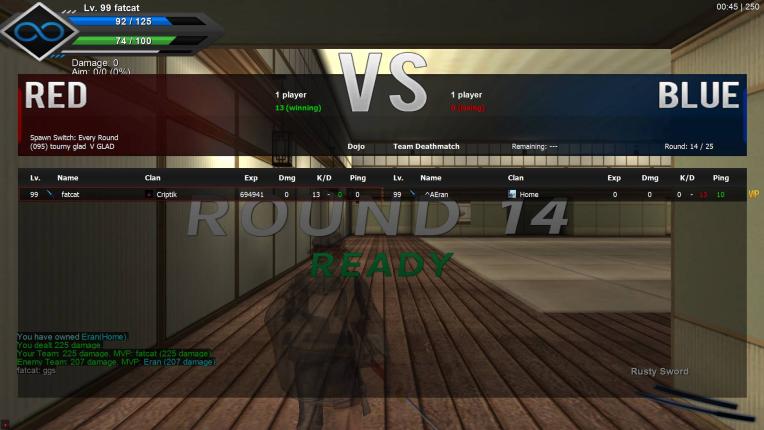 Lv. 99 fatcat
00:45 | 250
92 / 125
74 / 100
Damage: 0
Aim: 0/0 (0%)
RED
VS
BLUE
1 player
13 (winning)
1 player
0 (losing)
Spawn Switch: Every Round
(095) tourny glad V GLAD
Dojo
Team Deathmatch
Remaining: ---
Round: 14 / 25
Lv. Name Clan Exp Dmg K/D Ping Lv. Name Clan Exp Dmg K/D Ping
99 fatcat Criptik 694941 0 13 - 0 0 99 .^AEran Home 0 0 0 - 13 10
ROUND 14
READY
You have owned Eran(Home).
You dealt 225 damage.
Your Team: 225 damage. MVP: fatcat (225 damage).
Enemy Team: 207 damage. MVP: Eran (207 damage).
fatcat: ggs
Rusty Sword